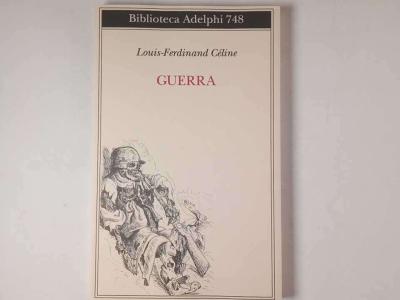 Biblioteca Adelphi 748
Louis-Ferdinand Céline
GUERRA